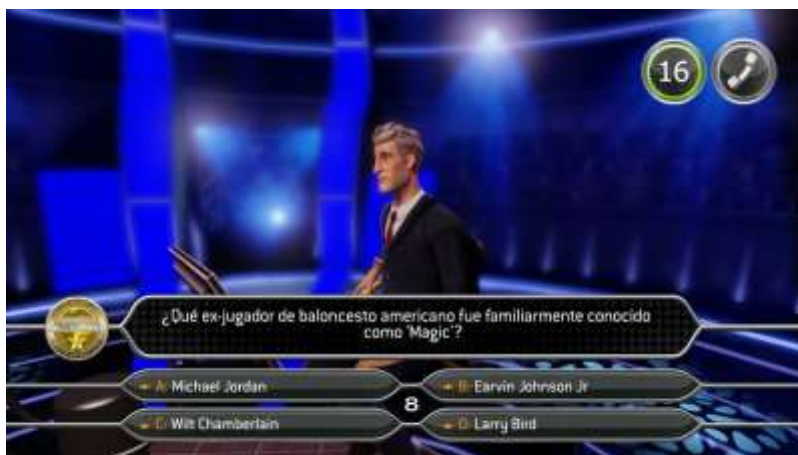 16
¿Qué ex-jugador de baloncesto americano fue familiarmente conocido
como 'Magic'?
A: Michael Jordan
B: Earvin Johnson Jr
8
C: Wilt Chamberlain
D: Larry Bird